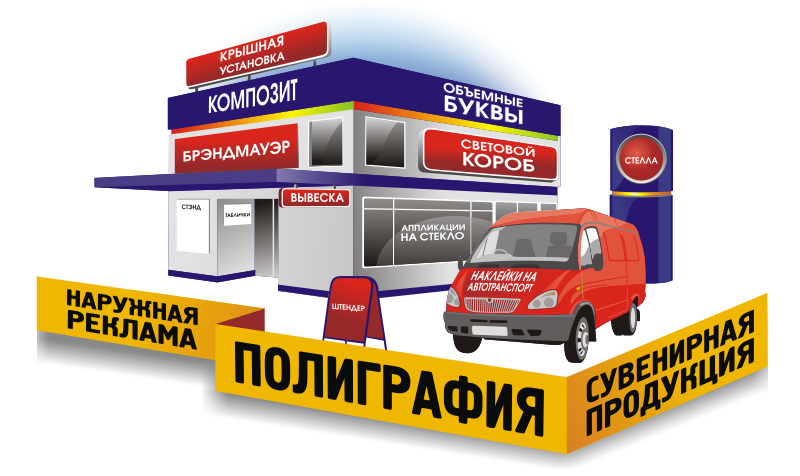 КРЫШНАЯ
УСТАНОВКА
КОМПОЗИТ
ОБЪЕМНЫЕ
БУКВЫ
БРЭНДМАУЭР
СВЕТОВОЙ
КОРОБ
СТЕЛЛА
ВЫВЕСКА
СТЭНД
ТАБЛИЧКИ
АППЛИКАЦИИ
НА СТЕКЛО
НАКЛЕЙКИ НА
АВТОТРАНСПОРТ
ШТЕНДЕР
НАРУЖНАЯ
РЕКЛАМА
ПОЛИГРАФИЯ
СУВЕНИРНАЯ
ПРОДУКЦИЯ